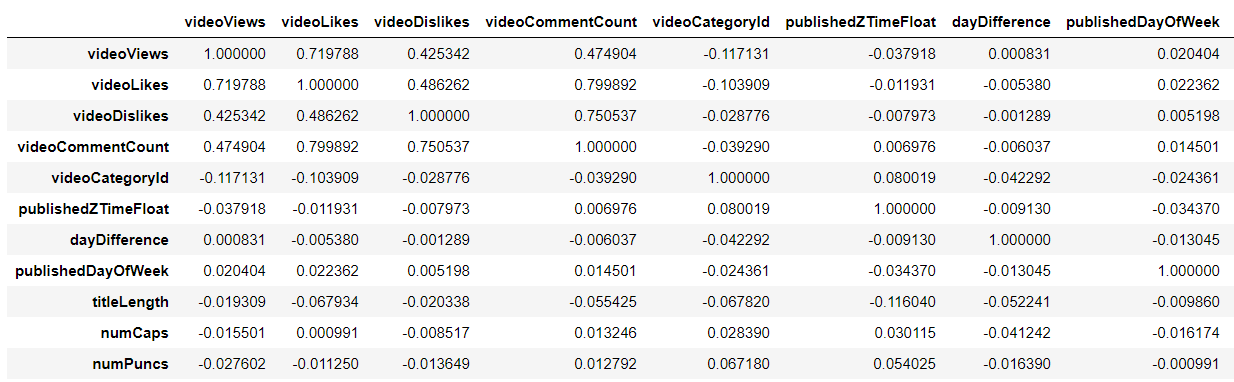 videoViews videoLikes videoDislikes videoCommentCount videoCategoryId publishedZTimeFloat dayDifference publishedDayOfWeek
videoViews 1.000000 0.719788 0.425342 0.474904 -0.117131 -0.037918 0.000831 0.020404
videoLikes 0.719788 1.000000 0.486262 0.799892 -0.103909 -0.011931 -0.005380 0.022362
videoDislikes 0.425342 0.486262 1.000000 0.750537 -0.028776 -0.007973 -0.001289 0.005198
videoCommentCount 0.474904 0.799892 0.750537 1.000000 -0.039290 0.006976 -0.006037 0.014501
videoCategoryId -0.117131 -0.103909 -0.028776 -0.039290 1.000000 0.080019 -0.042292 -0.024361
publishedZTimeFloat -0.037918 -0.011931 -0.007973 0.006976 0.080019 1.000000 -0.009130 -0.034370
dayDifference 0.000831 -0.005380 -0.001289 -0.006037 -0.042292 -0.009130 1.000000 -0.013045
publishedDayOfWeek 0.020404 0.022362 0.005198 0.014501 -0.024361 -0.034370 -0.013045 1.000000
titleLength -0.019309 -0.067934 -0.020338 -0.055425 -0.067820 -0.116040 -0.052241 -0.009860
numCaps -0.015501 0.000991 -0.008517 0.013246 0.028390 0.030115 -0.041242 -0.016174
numPuncs -0.027602 -0.011250 -0.013649 0.012792 0.067180 0.054025 -0.016390 -0.000991